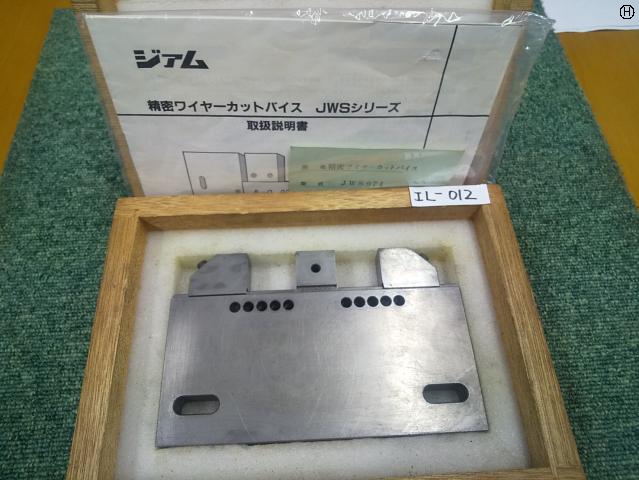 H
ジァム
精密ワイヤーカットバイス JWSシリーズ
取扱説明書
精密ワイヤーカットバイス
IL-012